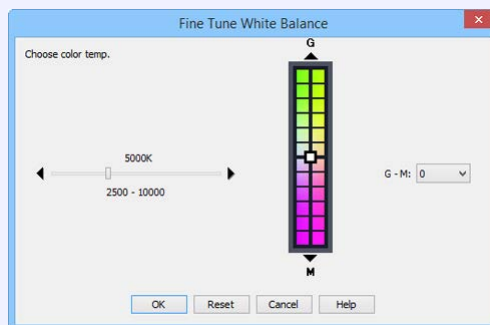 Fine Tune White Balance
Choose color temp.
G
5000K
2500 - 10000
G - M: 0
M
OK Reset Cancel Help